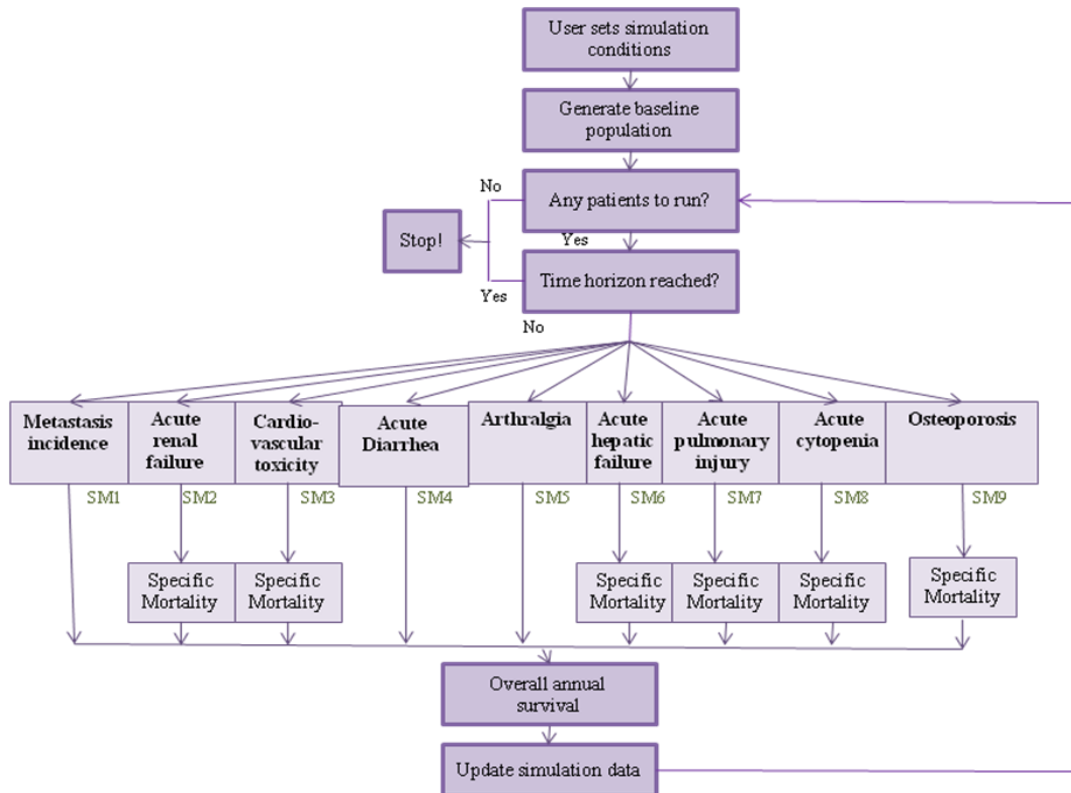 User sets simulation
conditions
Generate baseline
population
No
Any patients to run?
Stop!
Yes
Time horizon reached?
Yes
No
Metastasis
incidence
Acute
renal
failure
Cardio-
vascular
toxicity
Acute
Diarrhea
Arthralgia
Acute
hepatic
failure
Acute
pulmonary
injury
Acute
cytopenia
Osteoporosis
SM1
SM2
SM3
SM4
SM5
SM6
SM7
SM8
SM9
Specific
Mortality
Specific
Mortality
Specific
Mortality
Specific
Mortality
Specific
Mortality
Specific
Mortality
Overall annual
survival
Update simulation data